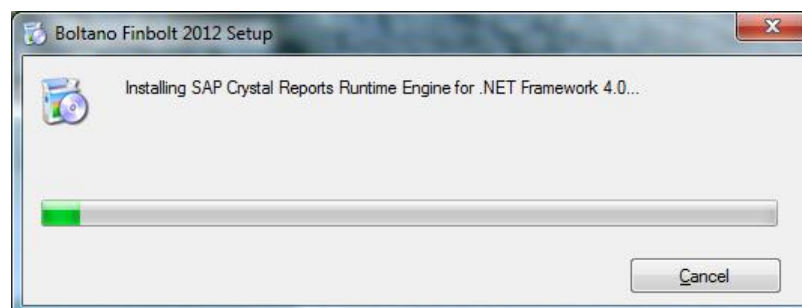 Boltano Finbolt 2012 Setup
Installing SAP Crystal Reports Runtime Engine for .NET Framework 4.0...
Cancel